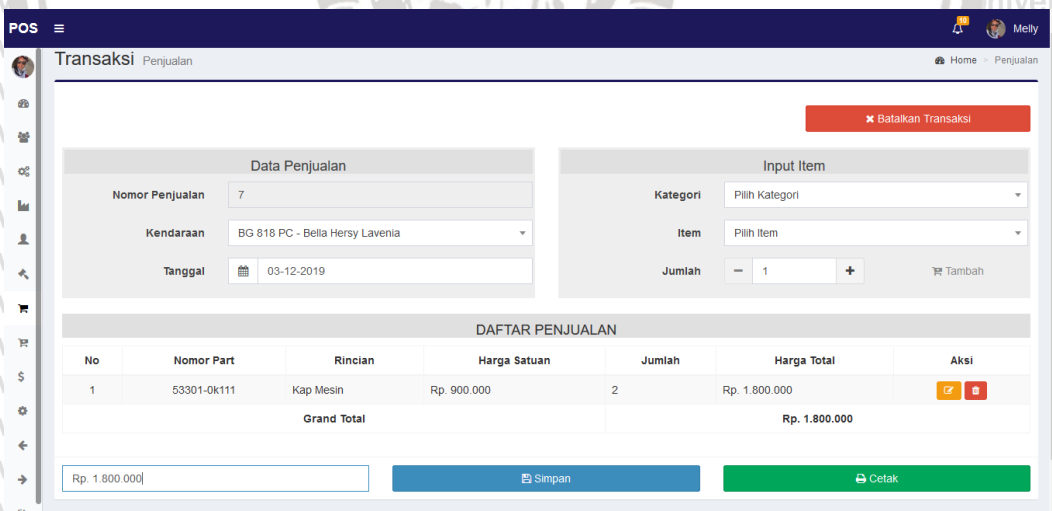 POS
10
Melly
Transaksi Penjualan
Home > Penjualan
Batalkan Transaksi
Data Penjualan
Nomor Penjualan 7
Kendaraan BG 818 PC - Bella Hersy Lavenia
Tanggal 03-12-2019
Input Item
Kategori Pilih Kategori
Item Pilih Item
Jumlah 1 Tambah
DAFTAR PENJUALAN
No Nomor Part Rincian Harga Satuan Jumlah Harga Total Aksi
1 53301-0k111 Kap Mesin Rp. 900.000 2 Rp. 1.800.000
Grand Total Rp. 1.800.000
Rp. 1.800.000 Simpan Cetak